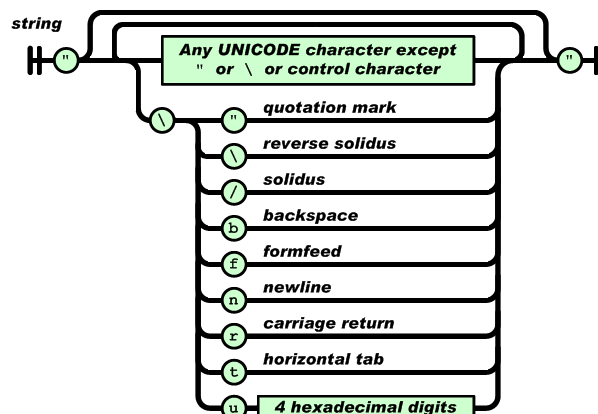 string
" Any UNICODE character except "
" or \ or control character
\ " quotation mark
\ reverse solidus
/ solidus
b backspace
f formfeed
n newline
r carriage return
t horizontal tab
u 4 hexadecimal digits